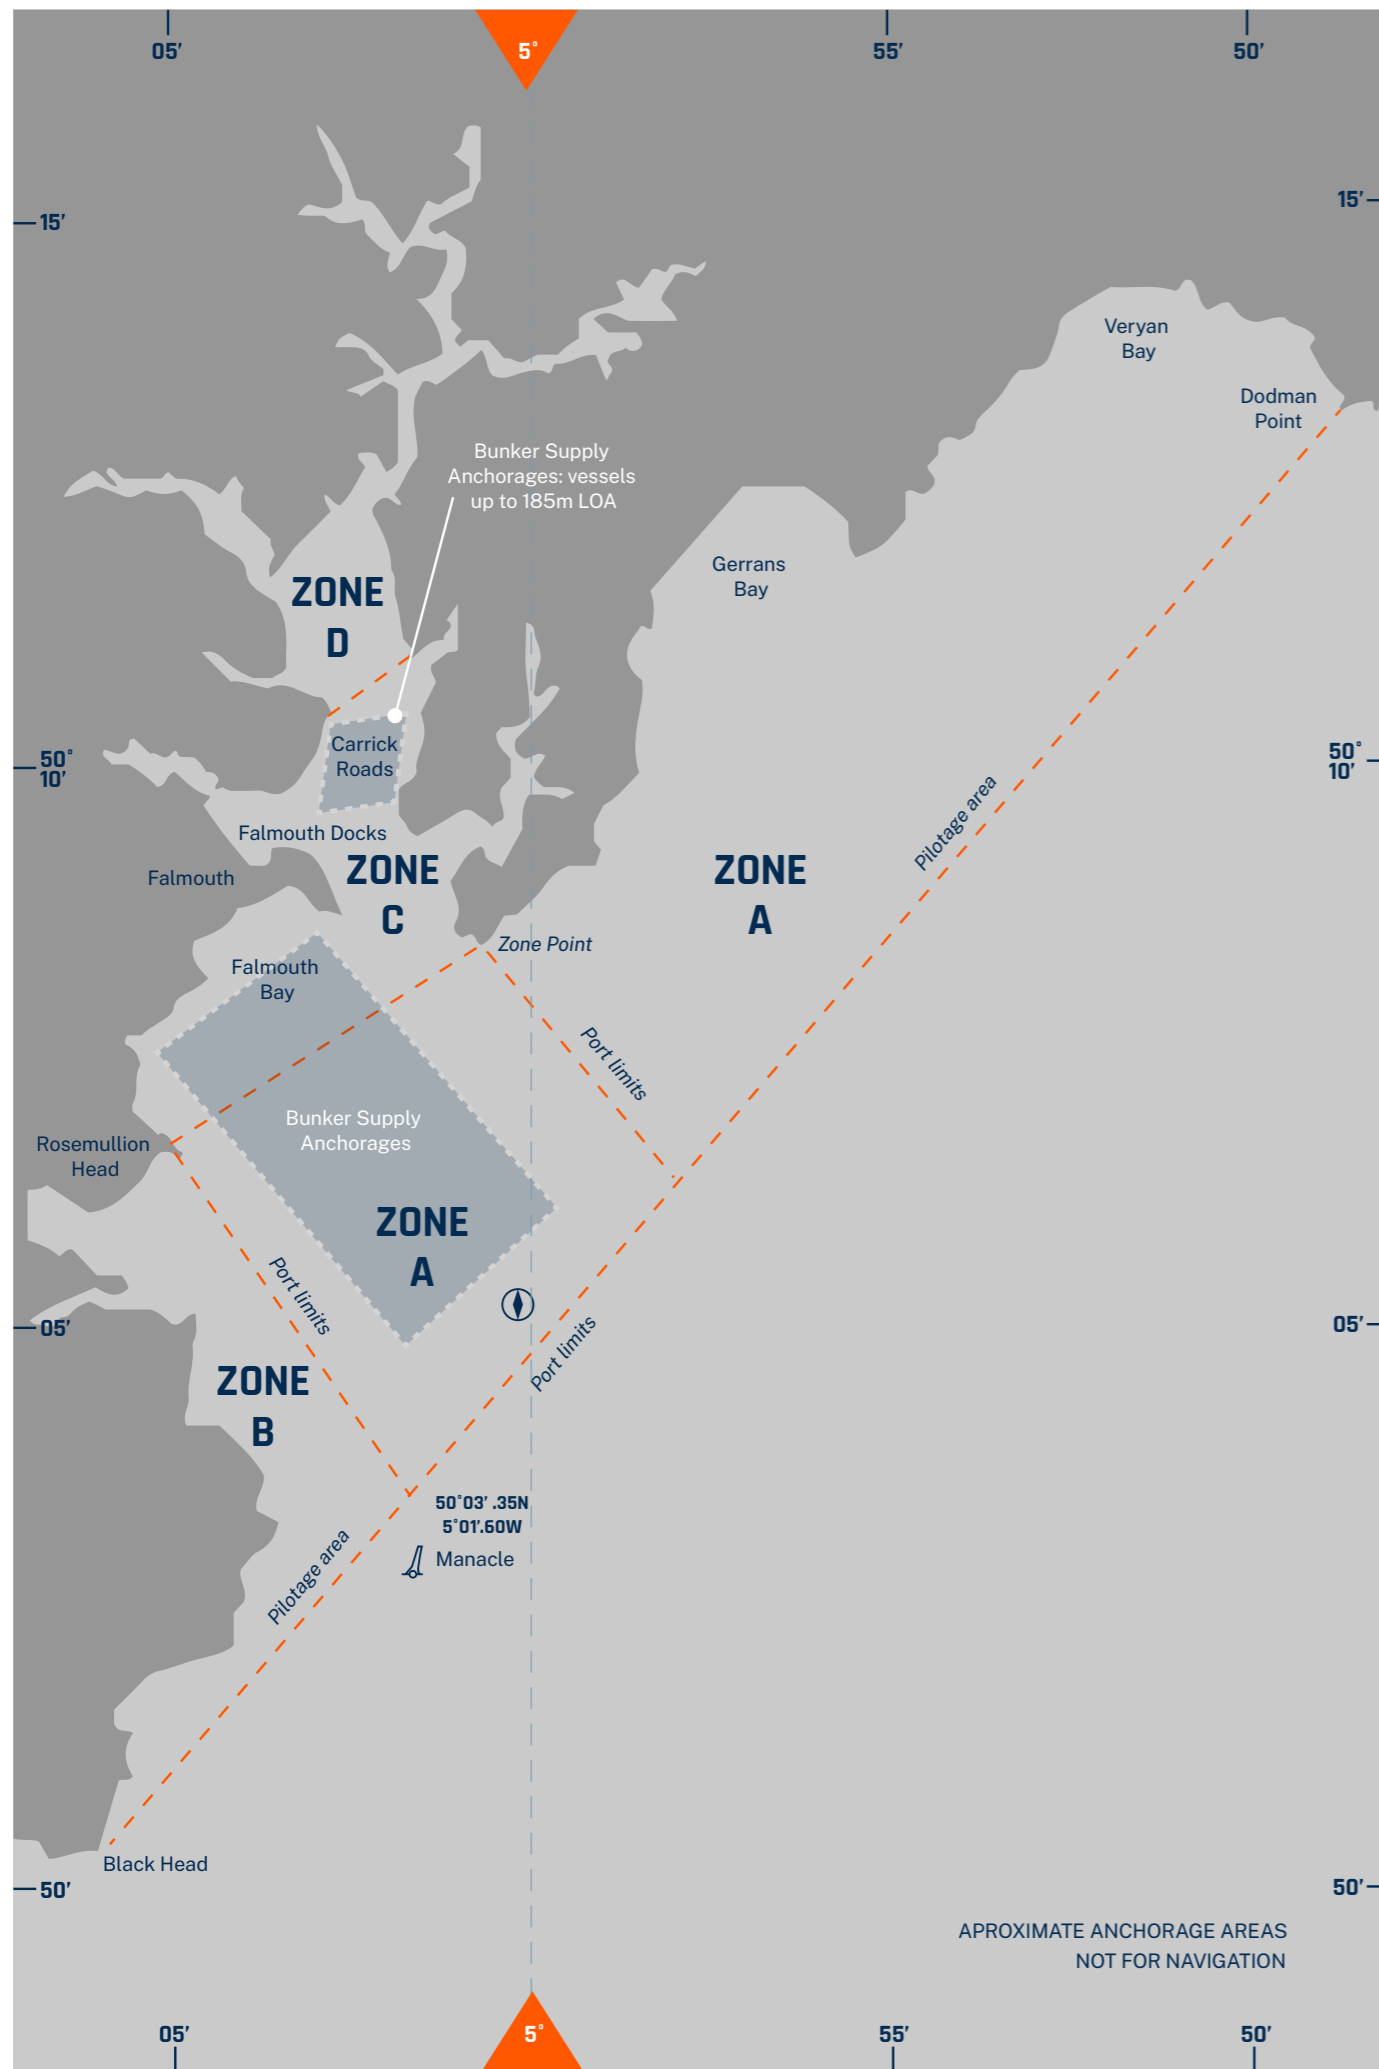 05′
5°
55′
50′
15′
15′
Veryan
Bay
Dodman
Point
Bunker Supply
Anchorages: vessels
up to 185m LOA
Gerrans
Bay
ZONE
D
Carrick
Roads
50°
10′
50°
10′
Pilotage area
Falmouth Docks
ZONE
C
ZONE
A
Falmouth
Zone Point
Falmouth
Bay
Port limits
Bunker Supply
Anchorages
Rosemullion
Head
ZONE
A
Port limits
05′
05′
Port limits
ZONE
B
50°03′ .35N
5°01′.60W
Manacle
Pilotage area
Black Head
50′
50′
APROXIMATE ANCHORAGE AREAS
NOT FOR NAVIGATION
05′
5°
55′
50′